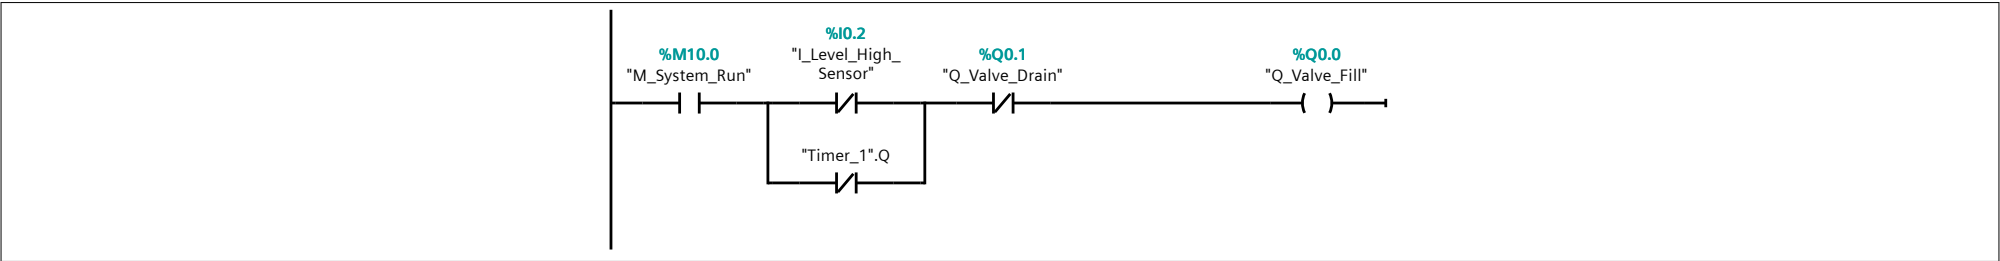 %M10.0
"M_System_Run"
%I0.2
"I_Level_High_
Sensor"
%Q0.1
"Q_Valve_Drain"
%Q0.0
"Q_Valve_Fill"
"Timer_1".Q